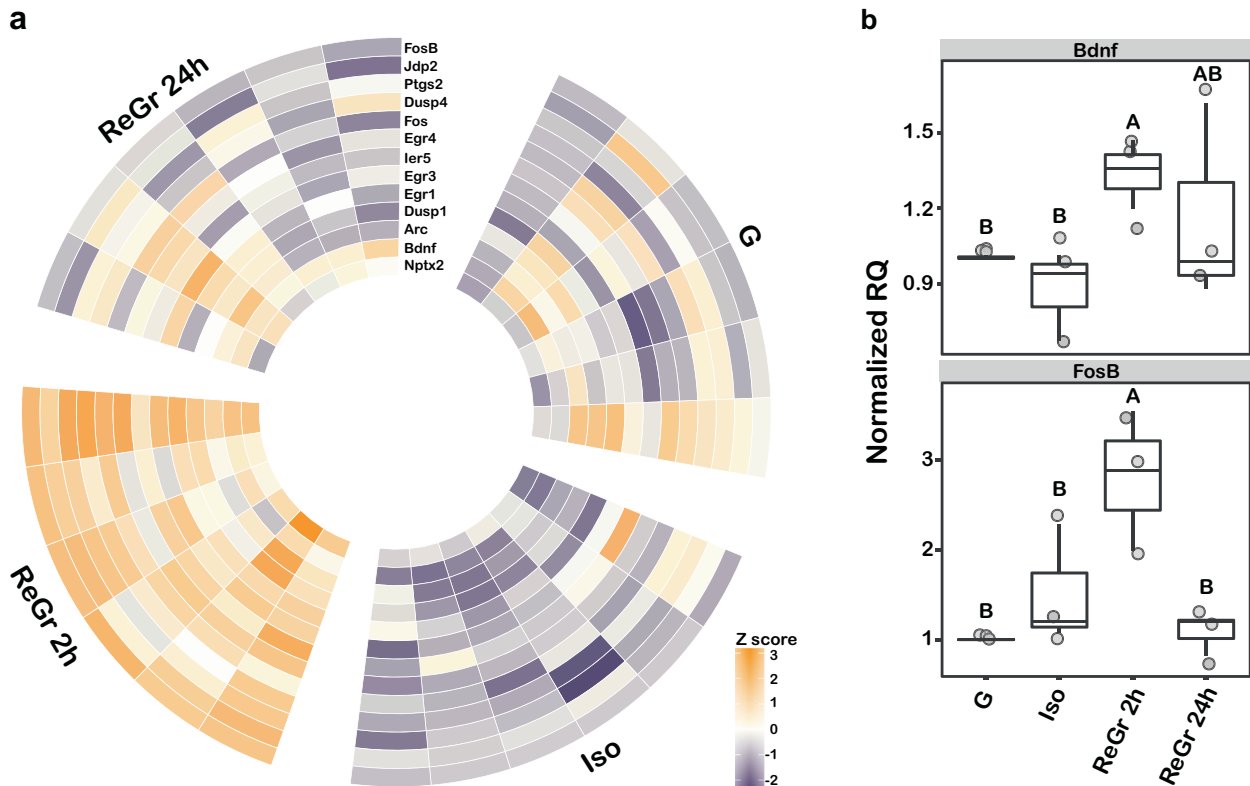 a
ReGr 24h
FosB
Jdp2
Ptgs2
Dusp4
Fos
Egr4
Ier5
Egr3
Egr1
Dusp1
Arc
Bdnf
Nptx2
G
ReGr 2h
Iso
Z score
3
2
1
0
-1
-2
b
Bdnf
Normalized RQ
1.5
1.2
0.9
B
B
A
AB
FosB
3
2
1
B
B
A
B
G
Iso
ReGr 2h
ReGr 24h